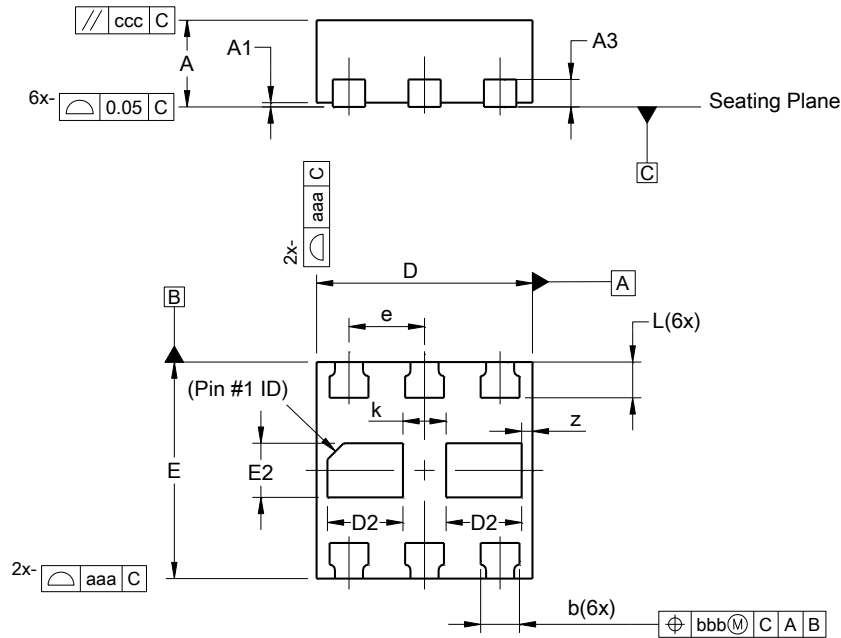 // ccc C
A
A1
A3
6x- ⌓ 0.05 C
Seating Plane
C
2x- ⌓ aaa C
D
A
B
e
L(6x)
(Pin #1 ID)
k
z
E
E2
D2
D2
2x- ⌓ aaa C
b(6x)
⌖ bbbⓂ C A B